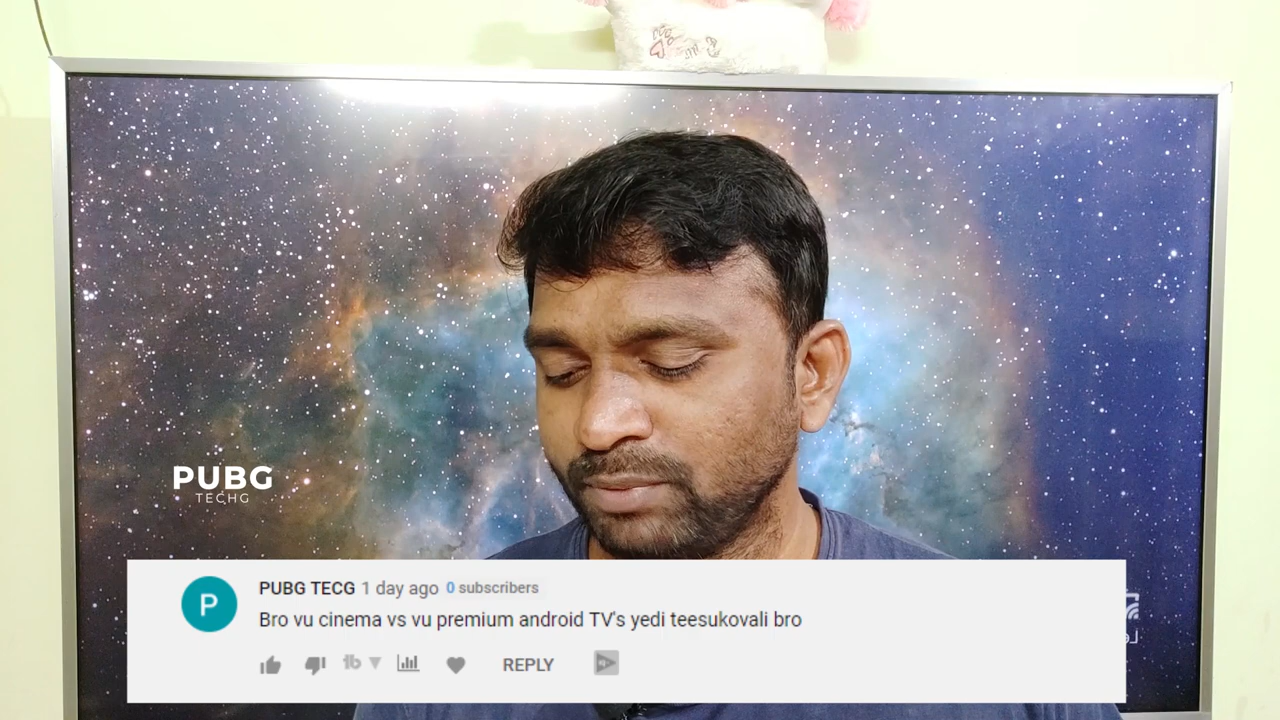 PUBG
TECHG
PUBG TECG 1 day ago 0 subscribers
Bro vu cinema vs vu premium android TV's yedi teesukovali bro
REPLY